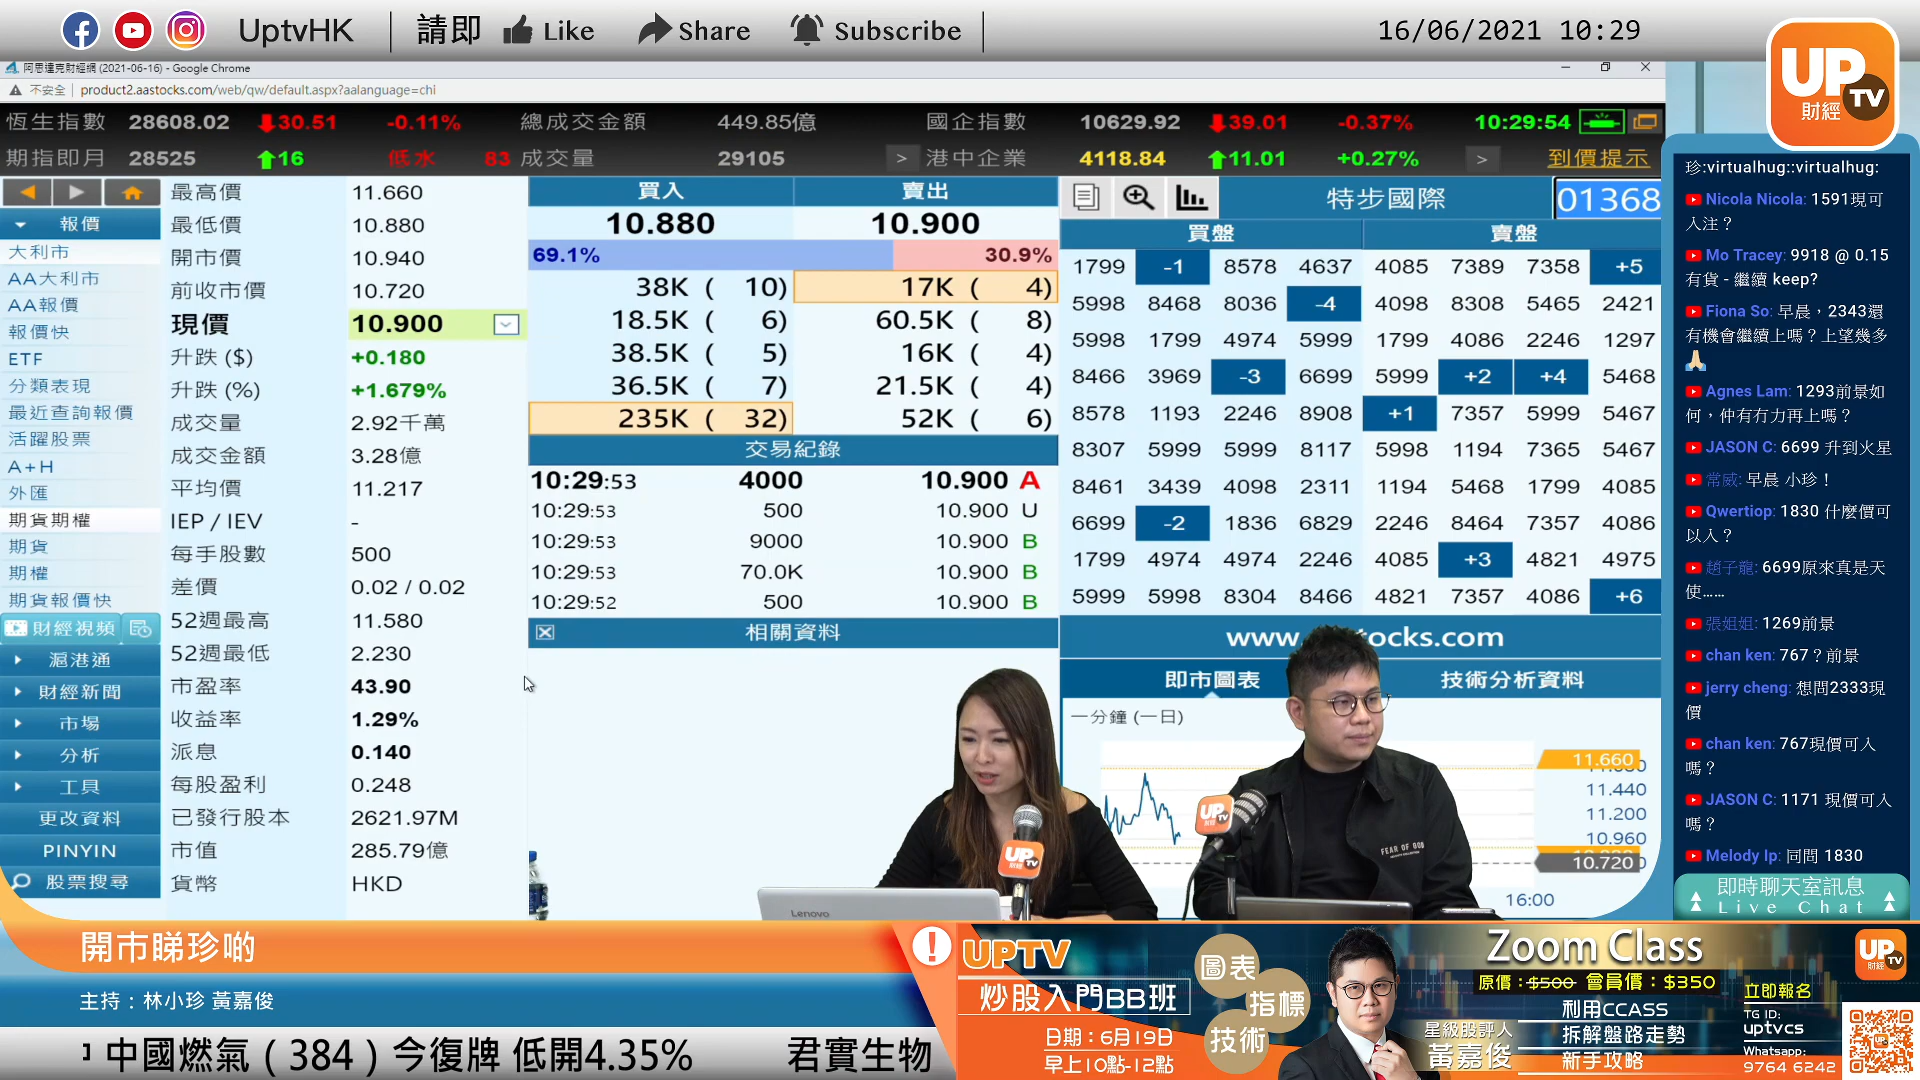 UptvHK 請即 Like Share Subscribe 16/06/2021 10:29
UP TV 財經
阿思達克財經網 (2021-06-16) - Google Chrome
不安全 | product2.aastocks.com/web/qw/default.aspx?aalanguage=chi
恆生指數 28608.02 30.51 -0.11% 總成交金額 449.85億 國企指數 10629.92 39.01 -0.37% 10:29:54
期指即月 28525 16 低水 83 成交量 29105 > 港中企業 4118.84 11.01 +0.27% > 到價提示
報價
大利市
AA大利市
AA報價
報價快
ETF
分類表現
最近查詢報價
活躍股票
A+H
外匯
期貨期權
期貨
期權
期貨報價快
財經視頻
滬港通
財經新聞
市場
分析
工具
更改資料
PINYIN
股票搜尋
最高價 11.660
最低價 10.880
開市價 10.940
前收市價 10.720
現價 10.900
升跌 ($) +0.180
升跌 (%) +1.679%
成交量 2.92千萬
成交金額 3.28億
平均價 11.217
IEP / IEV -
每手股數 500
差價 0.02 / 0.02
52週最高 11.580
52週最低 2.230
市盈率 43.90
收益率 1.29%
派息 0.140
每股盈利 0.248
已發行股本 2621.97M
市值 285.79億
貨幣 HKD
買入 賣出
10.880 10.900
69.1% 30.9%
38K ( 10) 17K ( 4)
18.5K ( 6) 60.5K ( 8)
38.5K ( 5) 16K ( 4)
36.5K ( 7) 21.5K ( 4)
235K ( 32) 52K ( 6)
交易紀錄
10:29:53 4000 10.900 A
10:29:53 500 10.900 U
10:29:53 9000 10.900 B
10:29:53 70.0K 10.900 B
10:29:52 500 10.900 B
相關資料
特步國際 01368
買盤 賣盤
1799 -1 8578 4637 4085 7389 7358 +5
5998 8468 8036 -4 4098 8308 5465 2421
5998 1799 4974 5999 1799 4086 2246 1297
8466 3969 -3 6699 5999 +2 +4 5468
8578 1193 2246 8908 +1 7357 5999 5467
8307 5999 5999 8117 5998 1194 7365 5467
8461 3439 4098 2311 1194 5468 1799 4085
6699 -2 1836 6829 2246 8464 7357 4086
1799 4974 4974 2246 4085 +3 4821 4975
5999 5998 8304 8466 4821 7357 4086 +6
www. tocks.com
即市圖表 技術分析資料
一分鐘 (一日)
11.660
11.440
11.200
10.960
10.720
16:00
FEAR OF GOD
UP TV 財經
UP TV
Lenovo
珍:virtualhug::virtualhug:
Nicola Nicola: 1591現可
入注？
Mo Tracey: 9918 @ 0.15
有貨 - 繼續 keep?
Fiona So: 早晨，2343還
有機會繼續上嗎？上望幾多
Agnes Lam: 1293前景如
何，仲有冇力再上嗎？
JASON C: 6699 升到火星
常威: 早晨 小珍！
Qwertiop: 1830 什麼價可
以入？
趙子龍: 6699原來真是天
使......
張姐姐: 1269前景
chan ken: 767？前景
jerry cheng: 想問2333現
價
chan ken: 767現價可入
嗎？
JASON C: 1171 現價可入
嗎？
Melody Ip: 同問 1830
即時聊天室訊息
Live Chat
開市睇珍啲
主持：林小珍 黃嘉俊
中國燃氣（384）今復牌 低開4.35% 君實生物
UPTV
炒股入門BB班
日期：6月19日
早上10點-12點
圖表
指標
技術
Zoom Class
原價：$500 會員價：$350
星級股評人
黃嘉俊
利用CCASS
拆解盤路走勢
新手攻略
UP TV 財經
立即報名
TG ID:
uptvcs
Whatsapp:
9764 6242